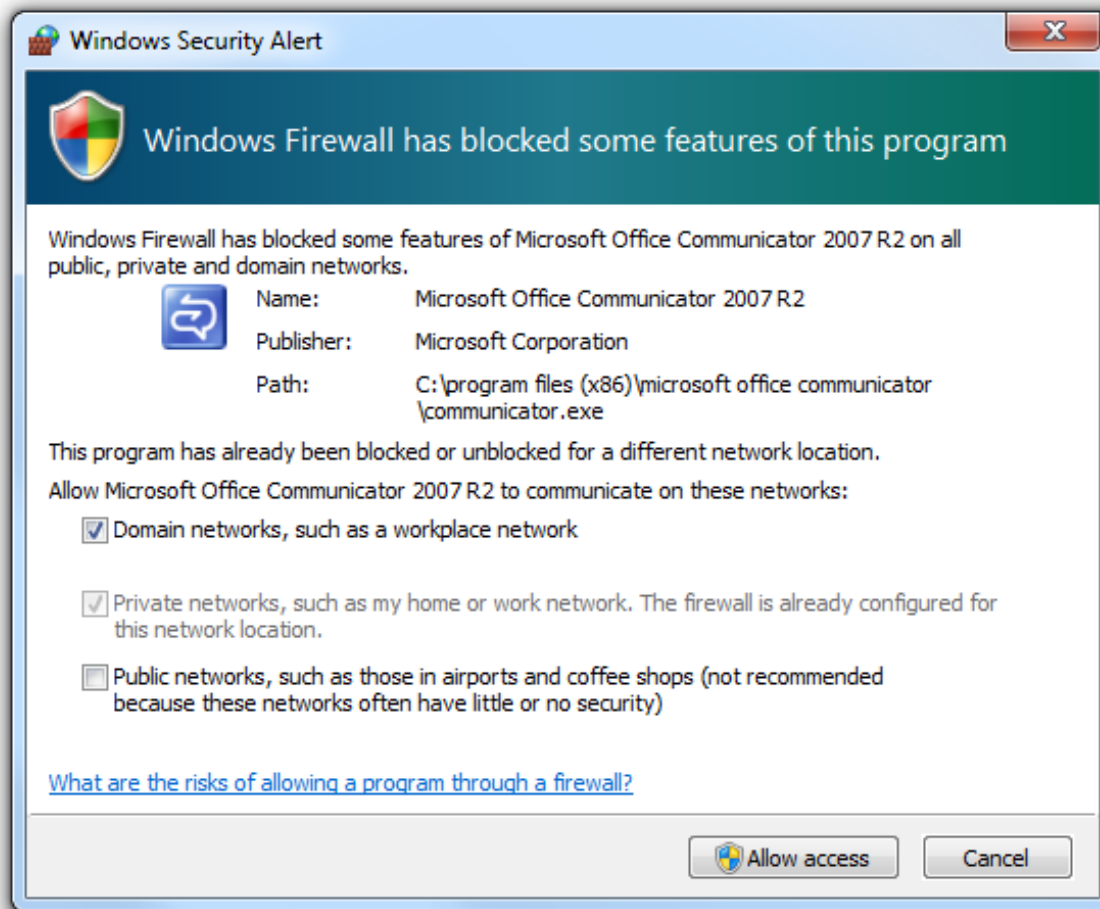 Windows Security Alert
Windows Firewall has blocked some features of this program
Windows Firewall has blocked some features of Microsoft Office Communicator 2007 R2 on all
public, private and domain networks.
Name: Microsoft Office Communicator 2007 R2
Publisher: Microsoft Corporation
Path: C:\program files (x86)\microsoft office communicator
\communicator.exe
This program has already been blocked or unblocked for a different network location.
Allow Microsoft Office Communicator 2007 R2 to communicate on these networks:
Domain networks, such as a workplace network
Private networks, such as my home or work network. The firewall is already configured for
this network location.
Public networks, such as those in airports and coffee shops (not recommended
because these networks often have little or no security)
What are the risks of allowing a program through a firewall?
Allow access Cancel